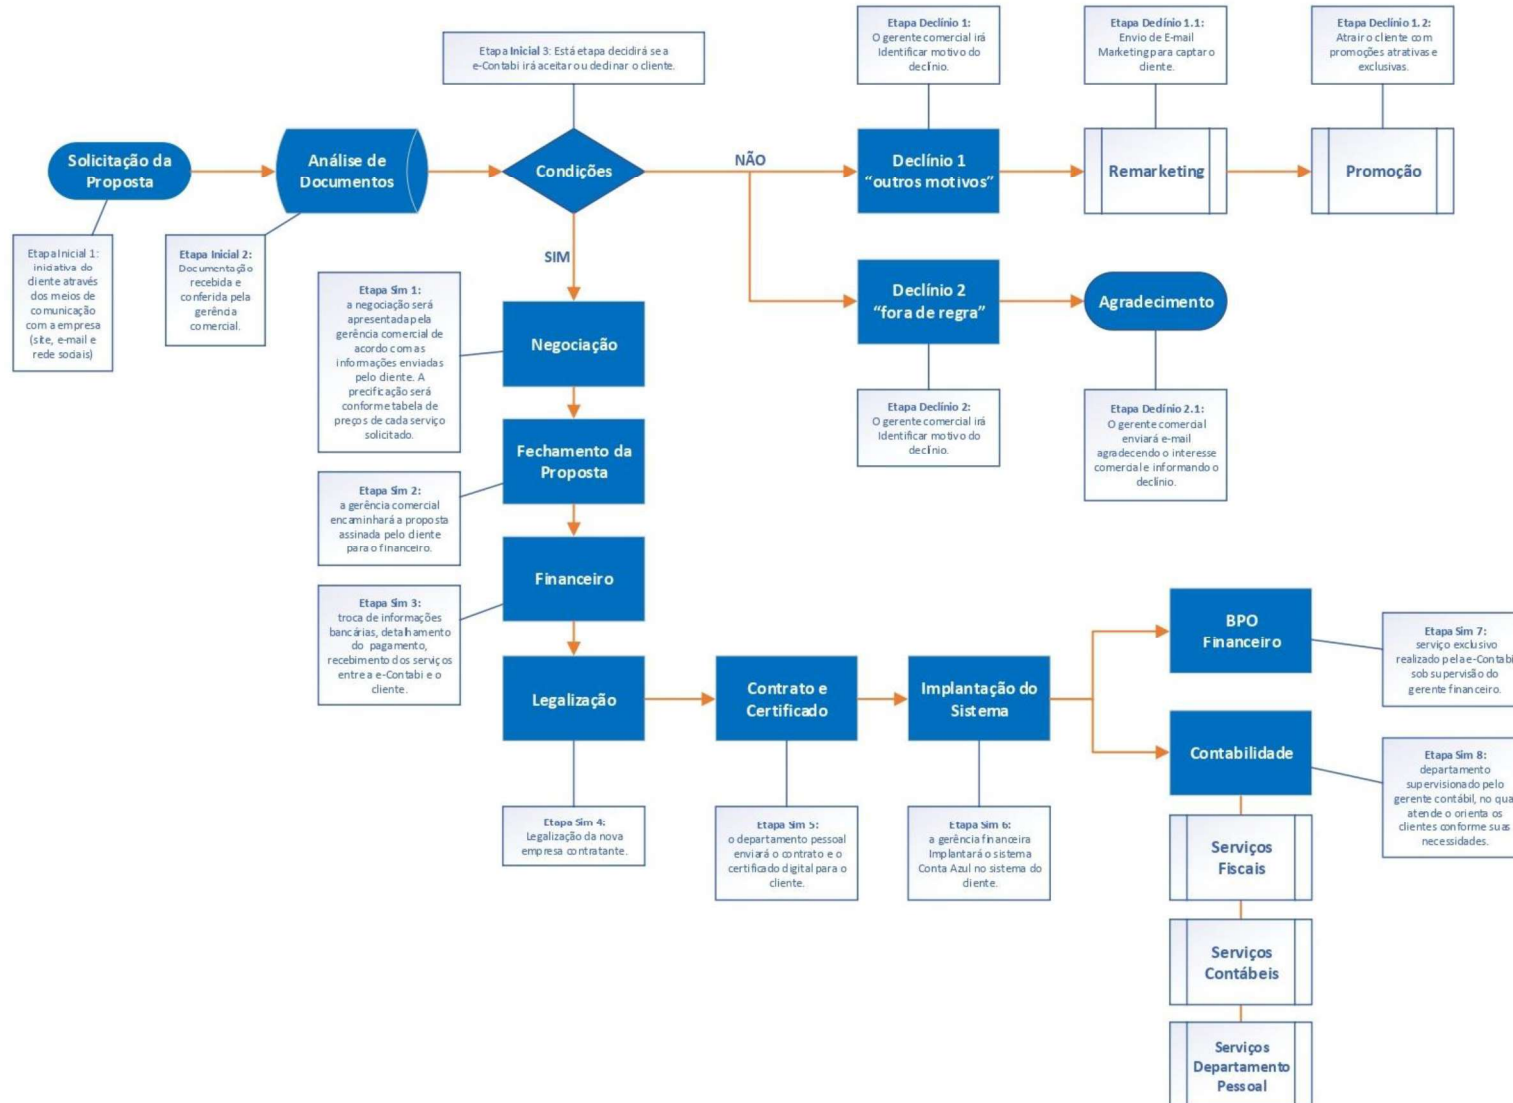 Etapa Inicial 3: Está etapa decidirá se a
e-Contabi irá aceitar ou declinar o cliente.
Etapa Declínio 1:
O gerente comercial irá
Identificar motivo do
declínio.
Etapa Declínio 1.1:
Envio de E-mail
Marketing para captar o
cliente.
Etapa Declínio 1.2:
Atrair o cliente com
promoções atrativas e
exclusivas.
Solicitação da
Proposta
Análise de
Documentos
Condições
NÃO
Declínio 1
“outros motivos”
Remarketing
Promoção
Etapa Inicial 1:
iniciativa do
cliente através
dos meios de
comunicação
com a empresa
(site, e-mail e
rede sociais)
Etapa Inicial 2:
Documentação
recebida e
conferida pela
gerência
comercial.
SIM
Declínio 2
“fora de regra”
Agradecimento
Etapa Declínio 2:
O gerente comercial irá
Identificar motivo do
declínio.
Etapa Declínio 2.1:
O gerente comercial
enviará e-mail
agradecendo o interesse
comercial e informando o
declínio.
Etapa Sim 1:
a negociação será
apresentada pela
gerência comercial de
acordo com as
informações enviadas
pelo cliente. A
precificação será
conforme tabela de
preços de cada serviço
solicitado.
Negociação
Fechamento da
Proposta
Etapa Sim 2:
a gerência comercial
encaminhará a proposta
assinada pelo cliente
para o financeiro.
Financeiro
Etapa Sim 3:
troca de informações
bancárias, detalhamento
do pagamento,
recebimento dos serviços
entre a e-Contabi e o
cliente.
Legalização
Contrato e
Certificado
Implantação do
Sistema
BPO
Financeiro
Etapa Sim 7:
serviço exclusivo
realizado pela e-Contabi
sob supervisão do
gerente financeiro.
Contabilidade
Etapa Sim 8:
departamento
supervisionado pelo
gerente contábil, no qual
atende o orienta os
clientes conforme suas
necessidades.
Etapa Sim 4:
Legalização da nova
empresa contratante.
Etapa Sim 5:
o departamento pessoal
enviará o contrato e o
certificado digital para o
cliente.
Etapa Sim 6:
a gerência financeira
Implantará o sistema
Conta Azul no sistema do
cliente.
Serviços
Fiscais
Serviços
Contábeis
Serviços
Departamento
Pessoal